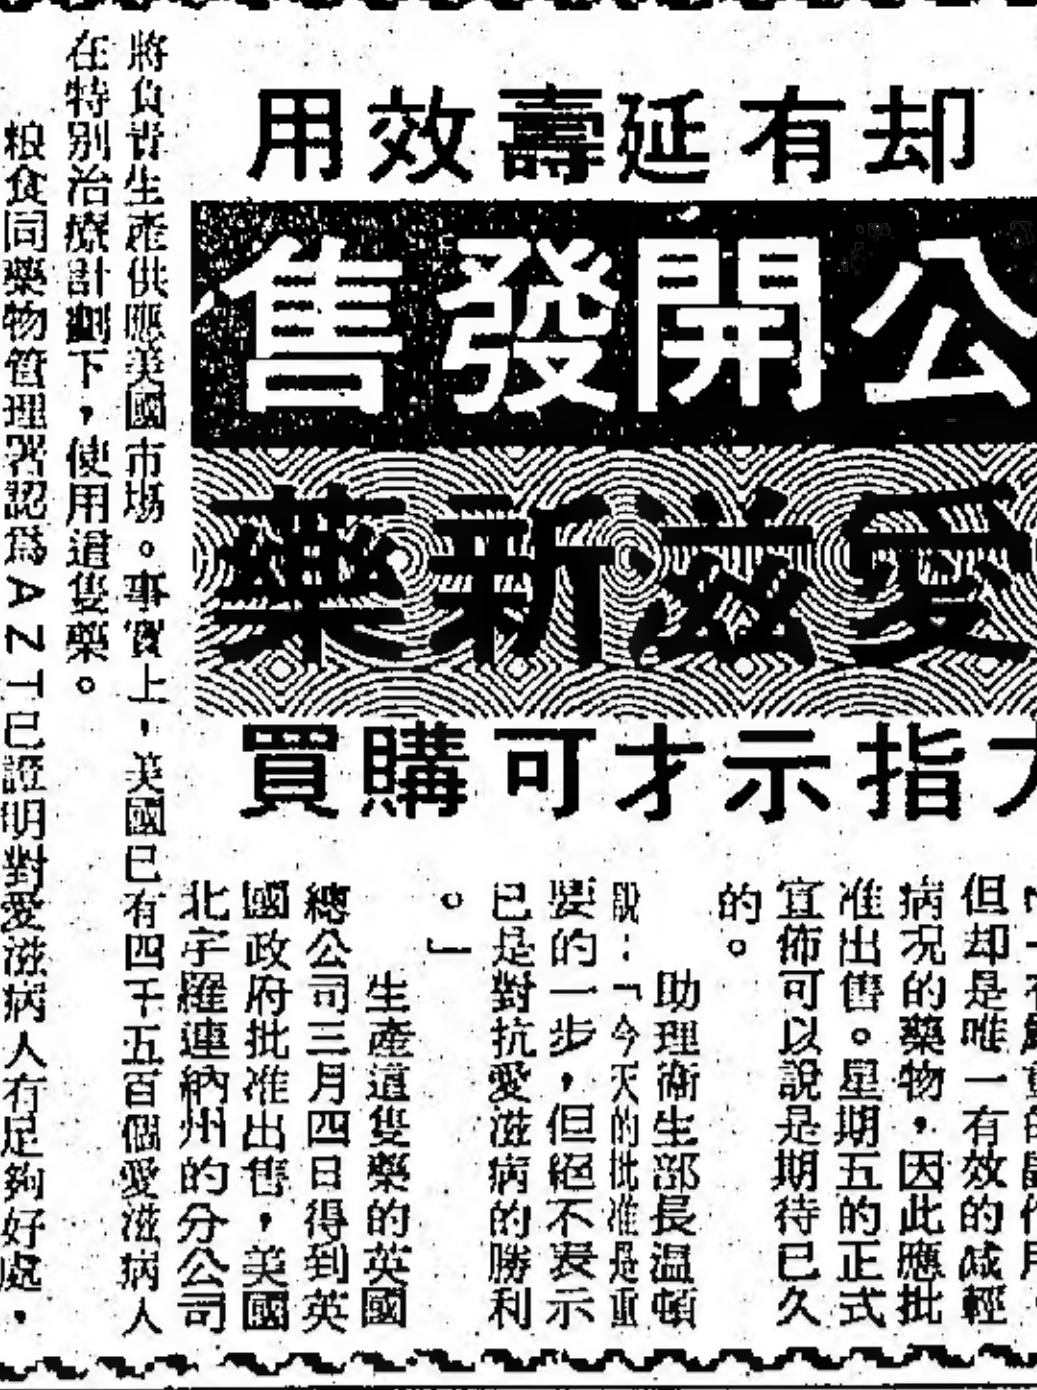 却有延壽效用
公開發售
愛滋新藥
指示才可購買
但却是唯一有效的减輕
病况的藥物，因此應批
准出售。星期五的正式
宣佈可以說是期待已久
的。
助理衞生部長温頓
說：「今天的批准是重
要的一步，但絕不表示
已是對抗愛滋病的勝利
。」
生產這隻藥的英國
總公司三月四日得到英
國政府批准出售，美國
北宇羅連納州的分公司
將負責生產供應美國市場。事實上，美國已有四千五百個愛滋病人
在特別治療計劃下，使用這隻藥。
粮食同藥物管理署認爲AZT已證明對愛滋病人有足夠好處，